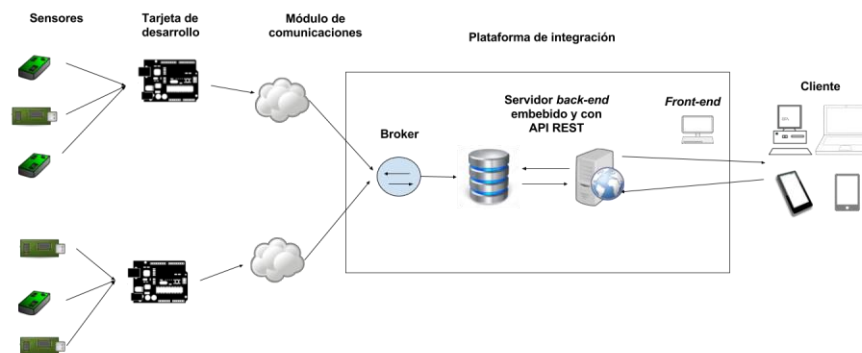 Sensores
Tarjeta de
desarrollo
Módulo de
comunicaciones
Plataforma de integración
Broker
Servidor back-end
embebido y con
API REST
Front-end
Cliente